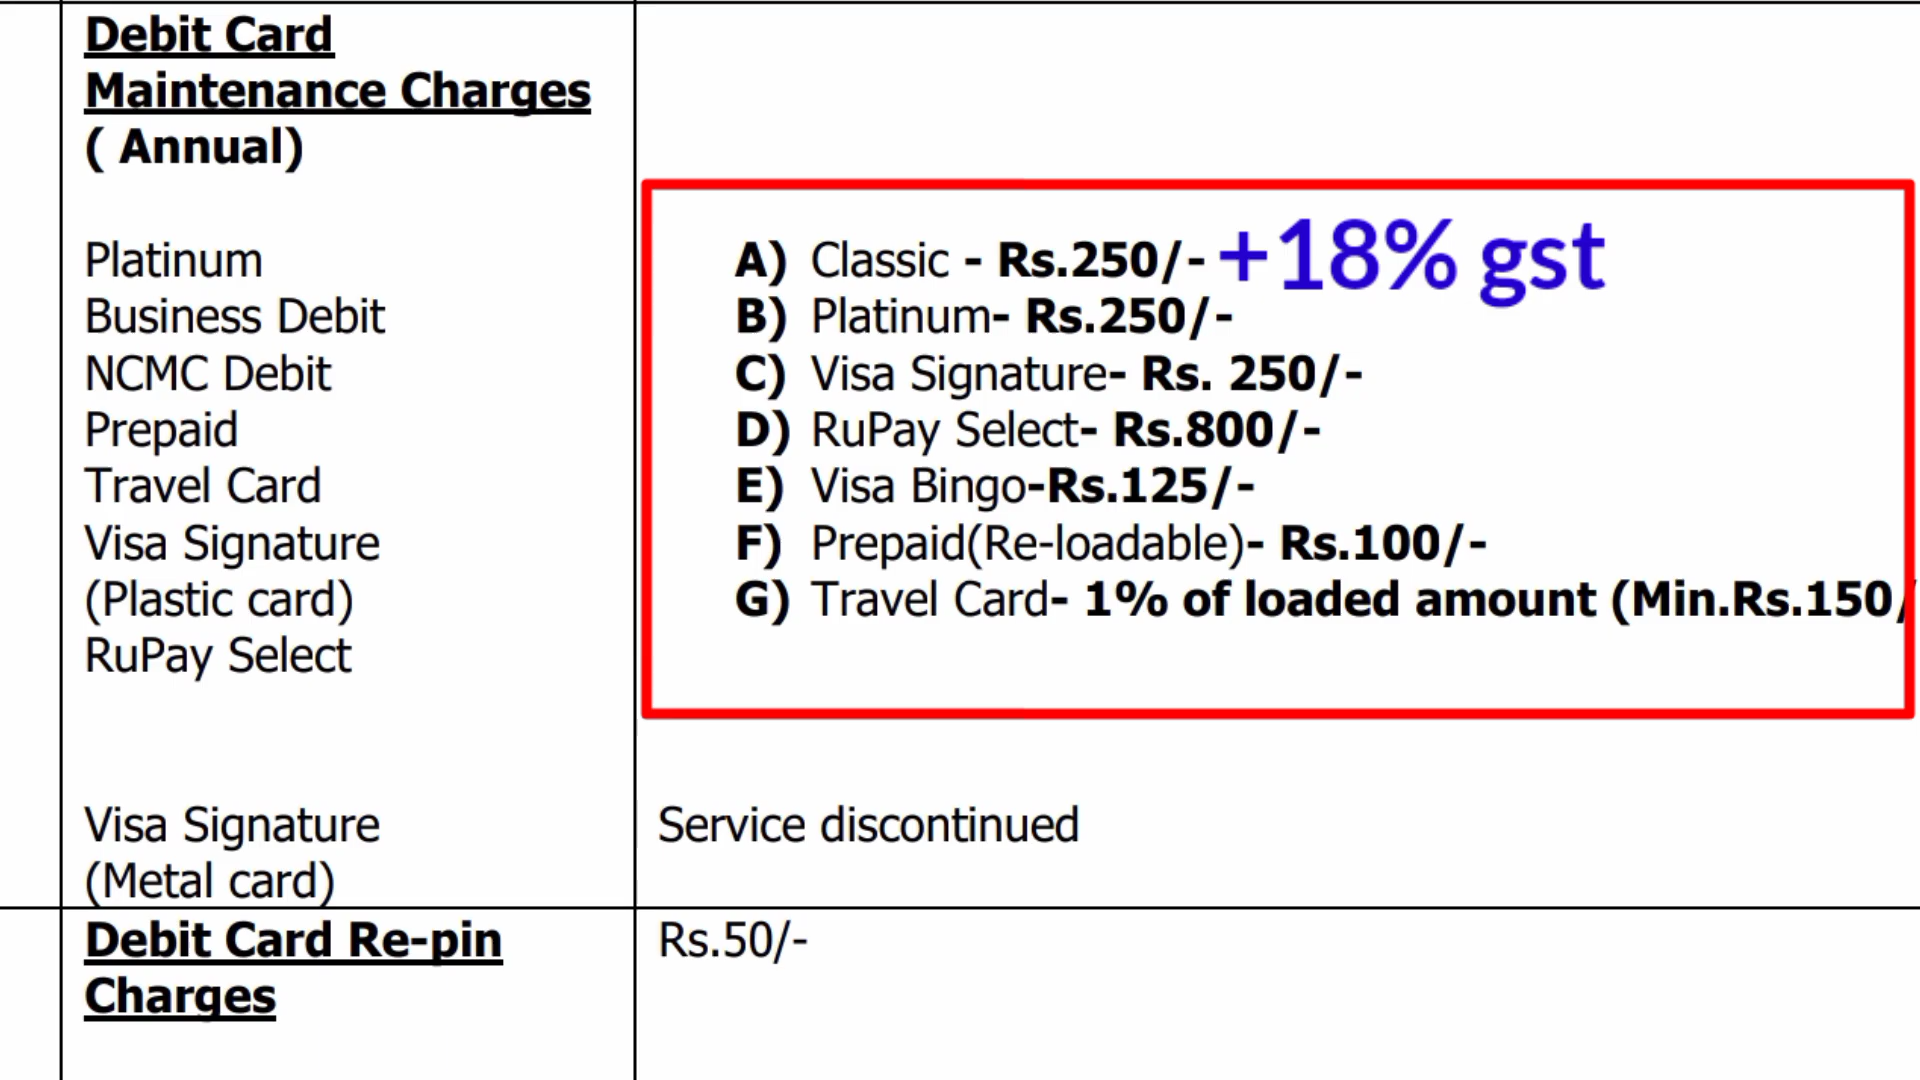 Debit Card
Maintenance Charges
( Annual)
Platinum
Business Debit
NCMC Debit
Prepaid
Travel Card
Visa Signature
(Plastic card)
RuPay Select
A) Classic - Rs.250/- +18% gst
B) Platinum- Rs.250/-
C) Visa Signature- Rs. 250/-
D) RuPay Select- Rs.800/-
E) Visa Bingo-Rs.125/-
F) Prepaid(Re-loadable)- Rs.100/-
G) Travel Card- 1% of loaded amount (Min.Rs.150/
Visa Signature
(Metal card)
Service discontinued
Debit Card Re-pin
Charges
Rs.50/-